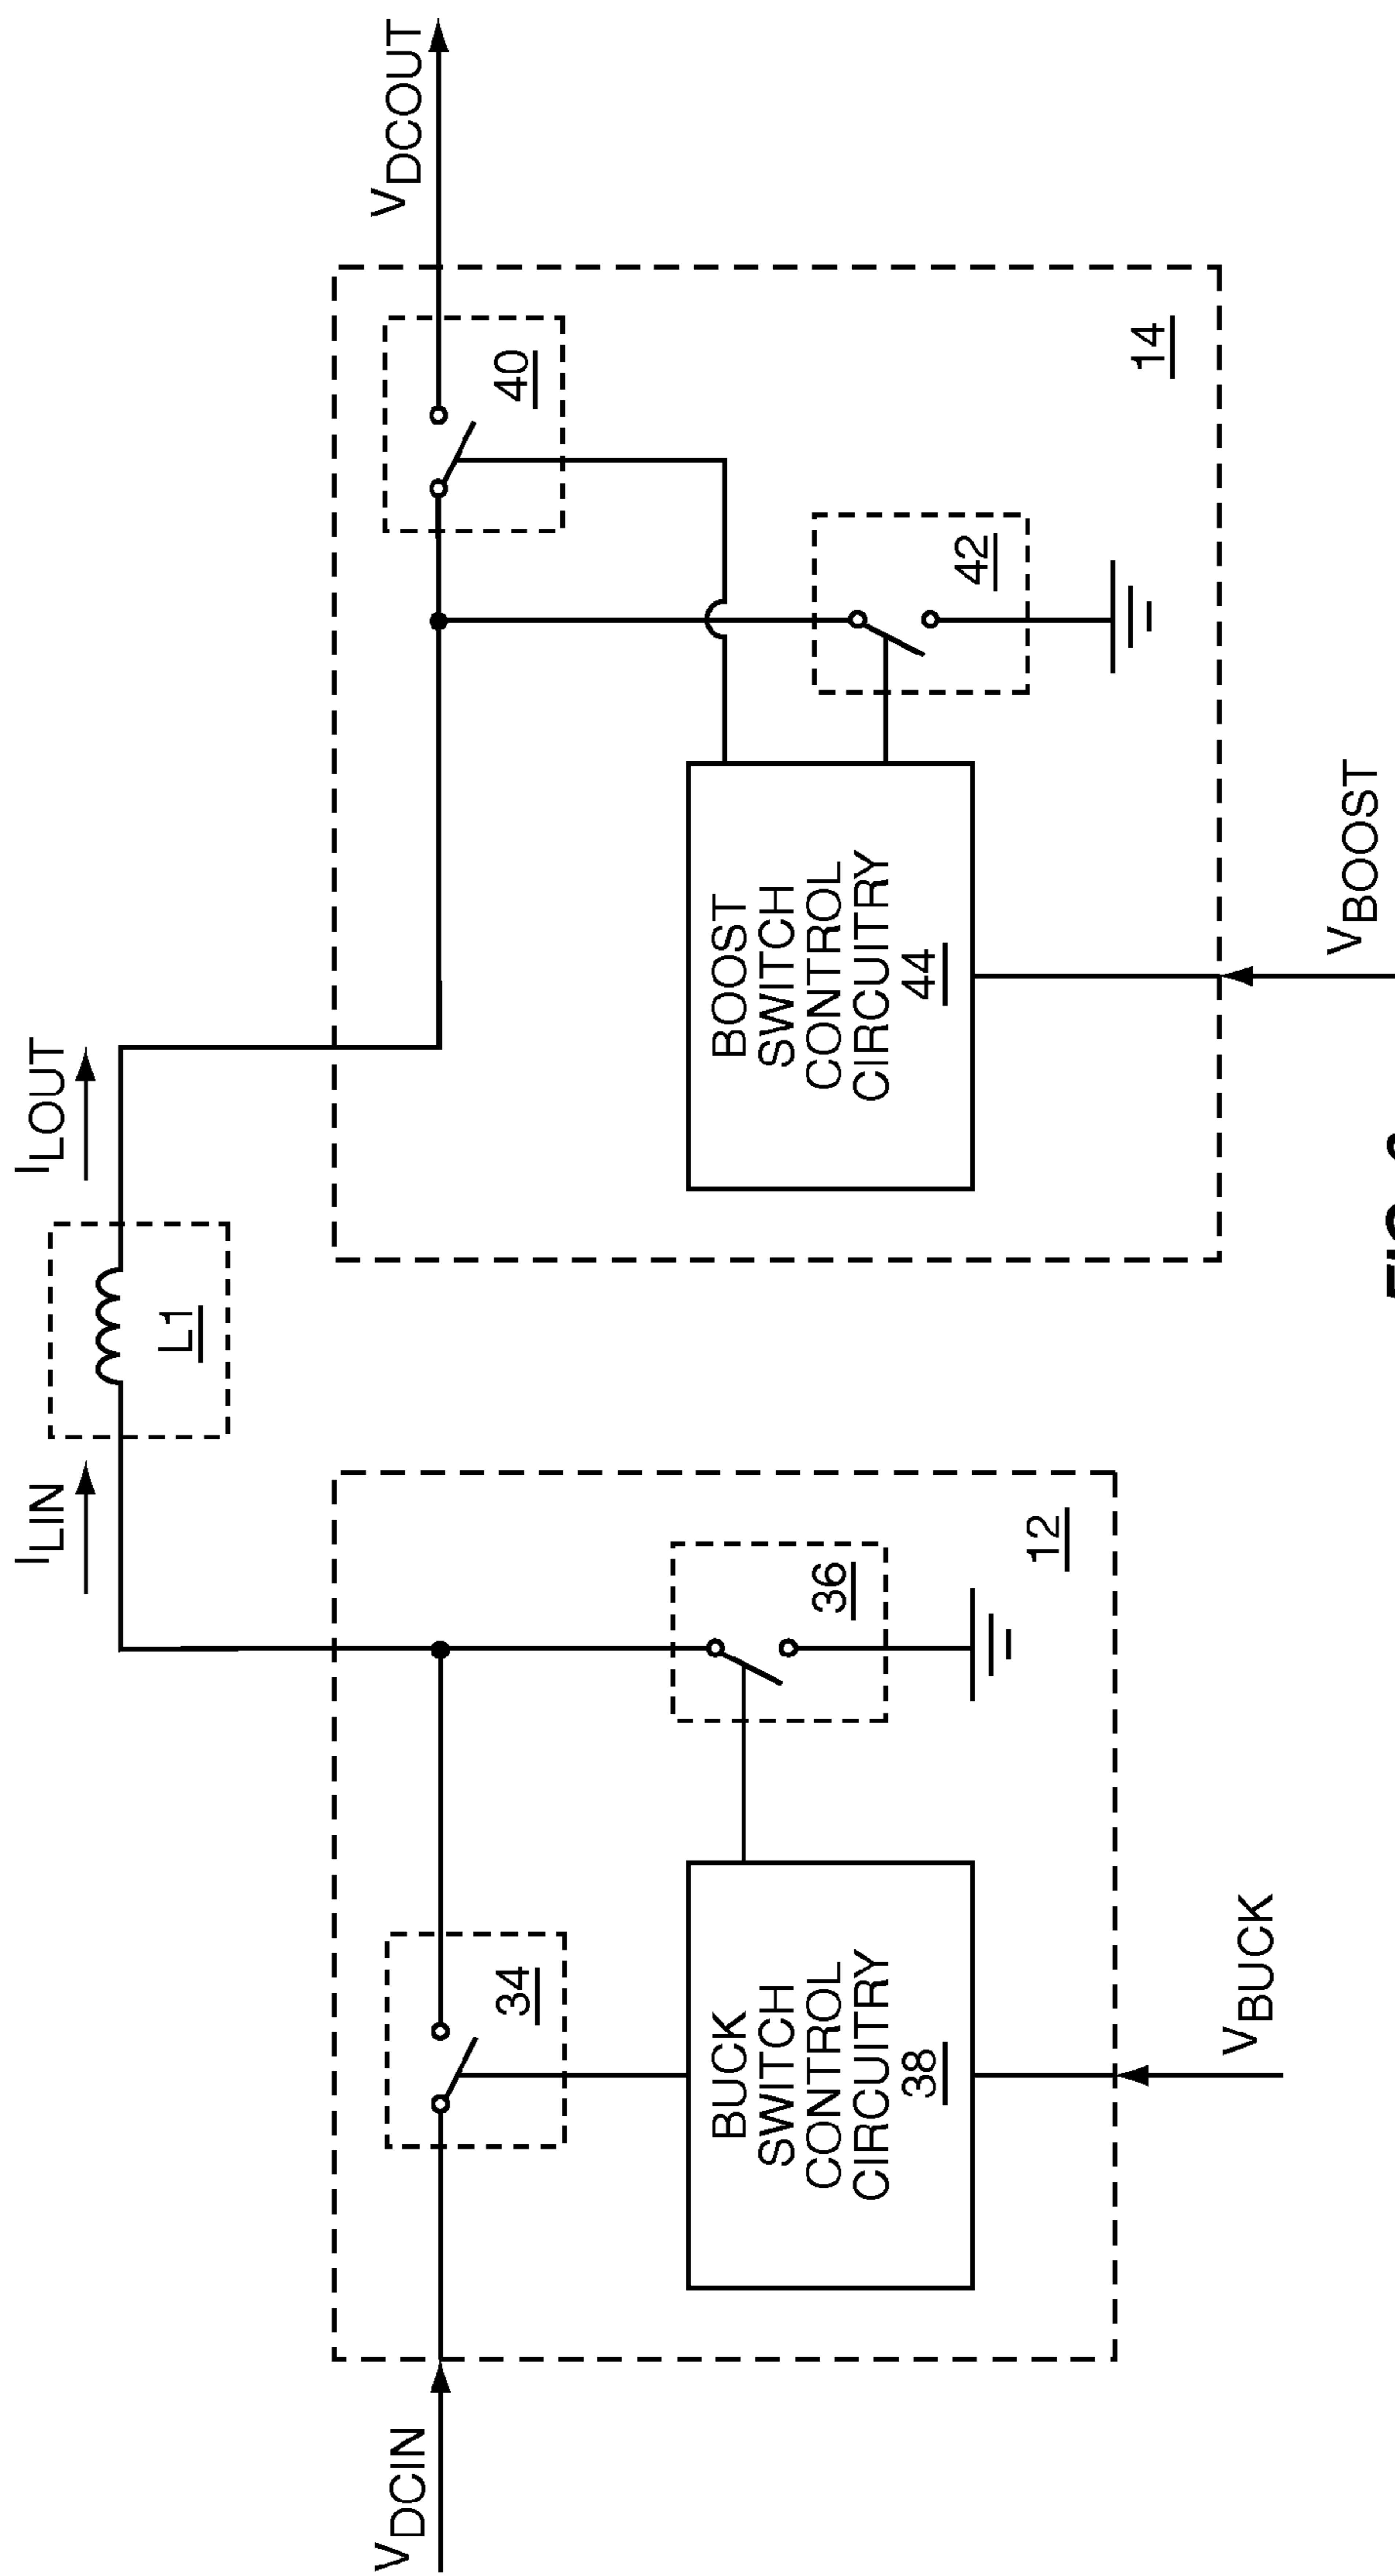 ILIN
ILOUT
L1
VDCIN
VDCOUT
34
40
BUCK
SWITCH
CONTROL
CIRCUITRY
38
36
12
BOOST
SWITCH
CONTROL
CIRCUITRY
44
42
14
VBUCK
VBOOST
FIG.